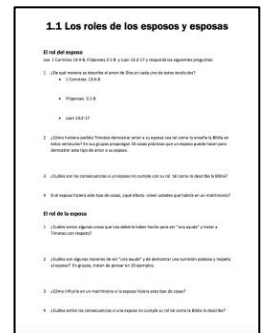 1.1 Los roles de los esposos y esposas
El rol del esposo
Lea 1 Corintios 13:4-8, Filipenses 2:1-8 y Juan 13:2-17 y responda las siguientes preguntas
1 ¿De qué manera se describe el amor de Dios en cada uno de estos versículos?
• 1 Corintios 13:4-8
• Filipenses 2:1-8
• Juan 13:2-17
2 ¿Cómo hubiera podido Timoteo demostrar amor a su esposa tal como lo enseña la Biblia en
estos versículos? En sus grupos propongan 10 cosas prácticas que un esposo puede hacer para
demostrar este tipo de amor a su esposa.
3 ¿Cuáles son las consecuencias si un esposo no cumple con su rol tal como lo describe la Biblia?
4 Si el esposo hiciera este tipo de cosas, ¿qué efecto creen ustedes que habría en un matrimonio?
El rol de la esposa
1 ¿Cuáles serían algunas cosas que los debería haber hecho para ser "una ayuda" y tratar a
Timoteo con respeto?
2 ¿Cuáles son algunas maneras de ser "una ayuda" y de demostrar una sumisión piadosa y respeto
al esposo? En grupos, traten de pensar en 10 ejemplos.
3 ¿Cómo influiría en un matrimonio si la esposa hiciera este tipo de cosas?
4 ¿Cuáles serían las consecuencias si una esposa no cumple su rol tal como la Biblia lo describe?